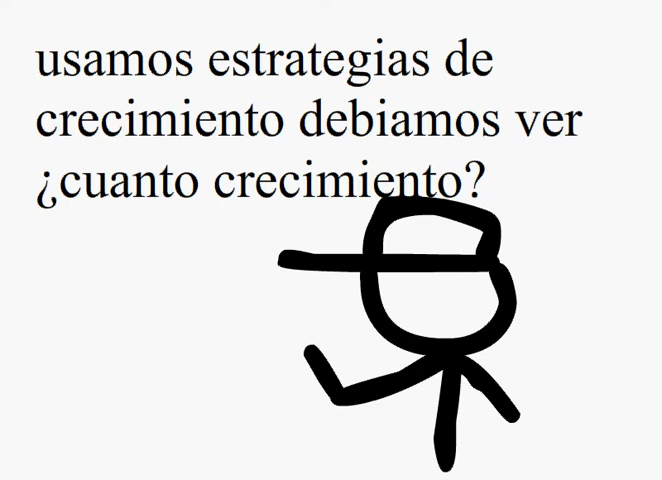 usamos estrategias de
crecimiento debiamos ver
¿cuanto crecimiento?